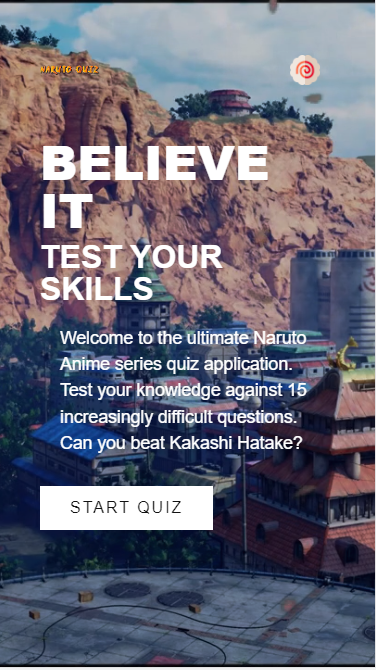 NARUTO QUIZ
BELIEVE
IT
TEST YOUR
SKILLS
Welcome to the ultimate Naruto
Anime series quiz application.
Test your knowledge against 15
increasingly difficult questions.
Can you beat Kakashi Hatake?
START QUIZ